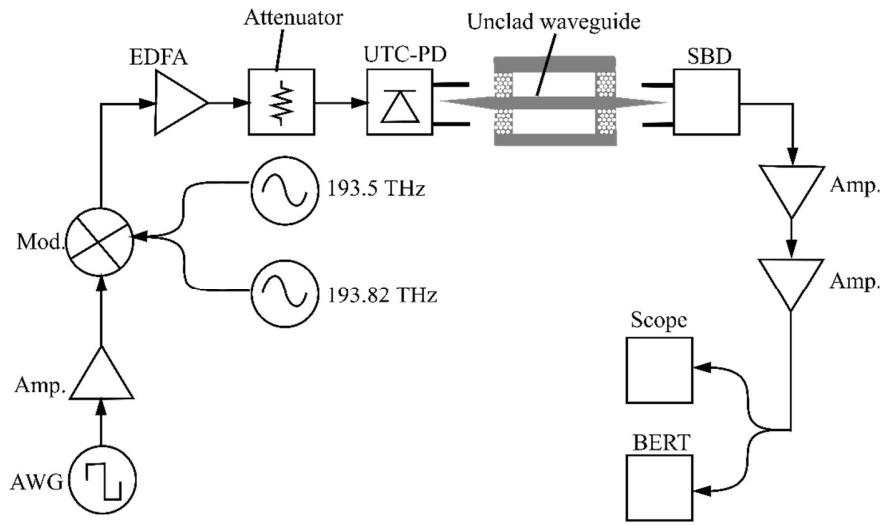 Attenuator
Unclad waveguide
EDFA
UTC-PD
SBD
193.5 THz
Amp.
Mod.
193.82 THz
Amp.
Scope
Amp.
BERT
AWG